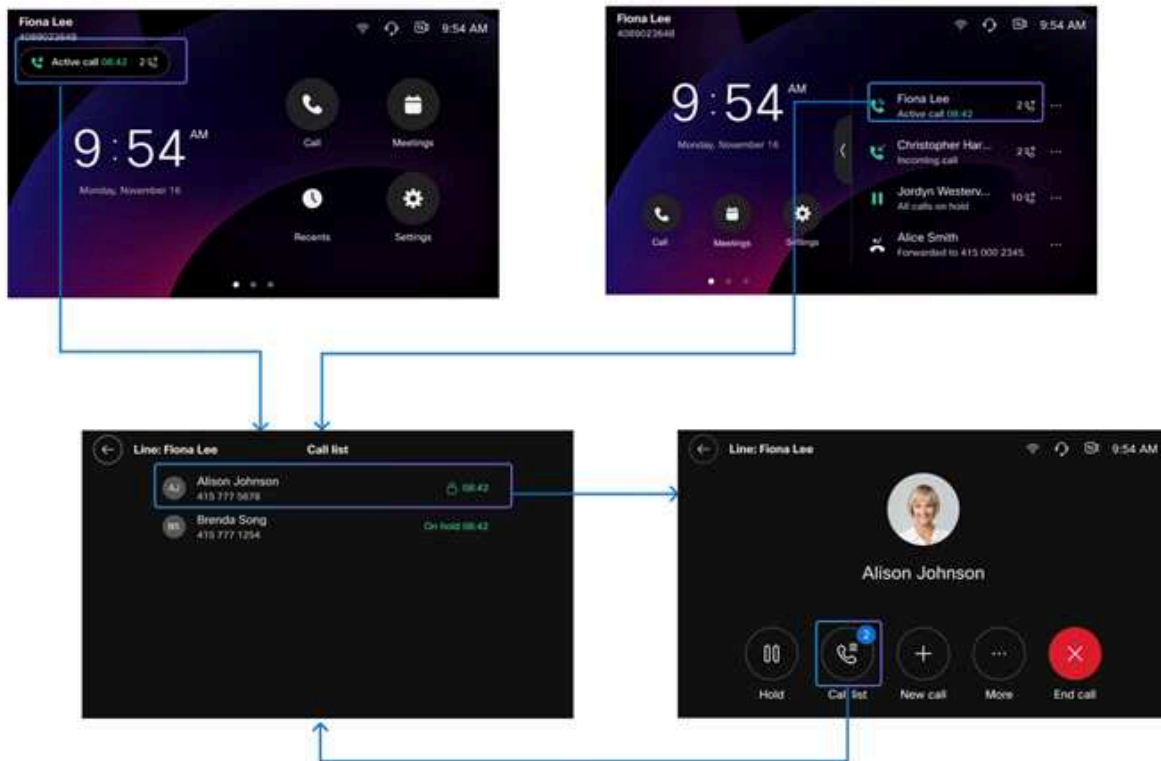 Fiona Lee
4089023648
9:54 AM
Active call 08:42 2
9:54 AM
Monday, November 16
Call
Meetings
Recents
Settings
Fiona Lee
4089023648
9:54 AM
9:54 AM
Monday, November 16
Call
Meetings
Settings
Fiona Lee
Active call 08:42
2
Christopher Har...
Incoming call
2
Jordyn Westerv...
All calls on hold
10
Alice Smith
Forwarded to 415 000 2345.
Line: Fiona Lee Call list
AJ Alison Johnson 08:42
415 777 5678
BS Brenda Song On hold 08:42
415 777 1254
Line: Fiona Lee 9:54 AM
Alison Johnson
2
Hold Call list New call More End call